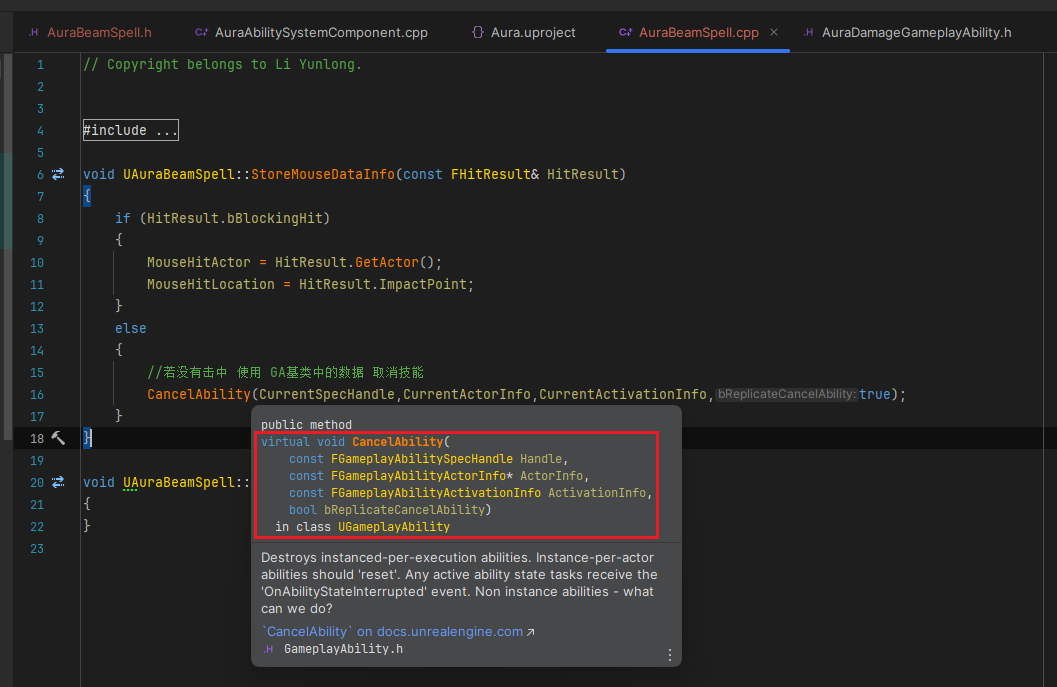 AuraBeamSpell.h
AuraAbilitySystemComponent.cpp
Aura.uproject
AuraBeamSpell.cpp
AuraDamageGameplayAbility.h
1 // Copyright belongs to Li Yunlong.
2
3
4 #include ...
5
6 void UAuraBeamSpell::StoreMouseDataInfo(const FHitResult& HitResult)
7 {
8 if (HitResult.bBlockingHit)
9 {
10 MouseHitActor = HitResult.GetActor();
11 MouseHitLocation = HitResult.ImpactPoint;
12 }
13 else
14 {
15 //若没有击中 使用 GA基类中的数据 取消技能
16 CancelAbility(CurrentSpecHandle,CurrentActorInfo,CurrentActivationInfo, bReplicateCancelAbility: true);
17 }
18 }
19
20 void UAuraBeamSpell::
21 {
22 }
23
public method
virtual void CancelAbility(
const FGameplayAbilitySpecHandle Handle,
const FGameplayAbilityActorInfo* ActorInfo,
const FGameplayAbilityActivationInfo ActivationInfo,
bool bReplicateCancelAbility)
in class UGameplayAbility
Destroys instanced-per-execution abilities. Instance-per-actor
abilities should 'reset'. Any active ability state tasks receive the
'OnAbilityStateInterrupted' event. Non instance abilities - what
can we do?
`CancelAbility` on docs.unrealengine.com
.H GameplayAbility.h